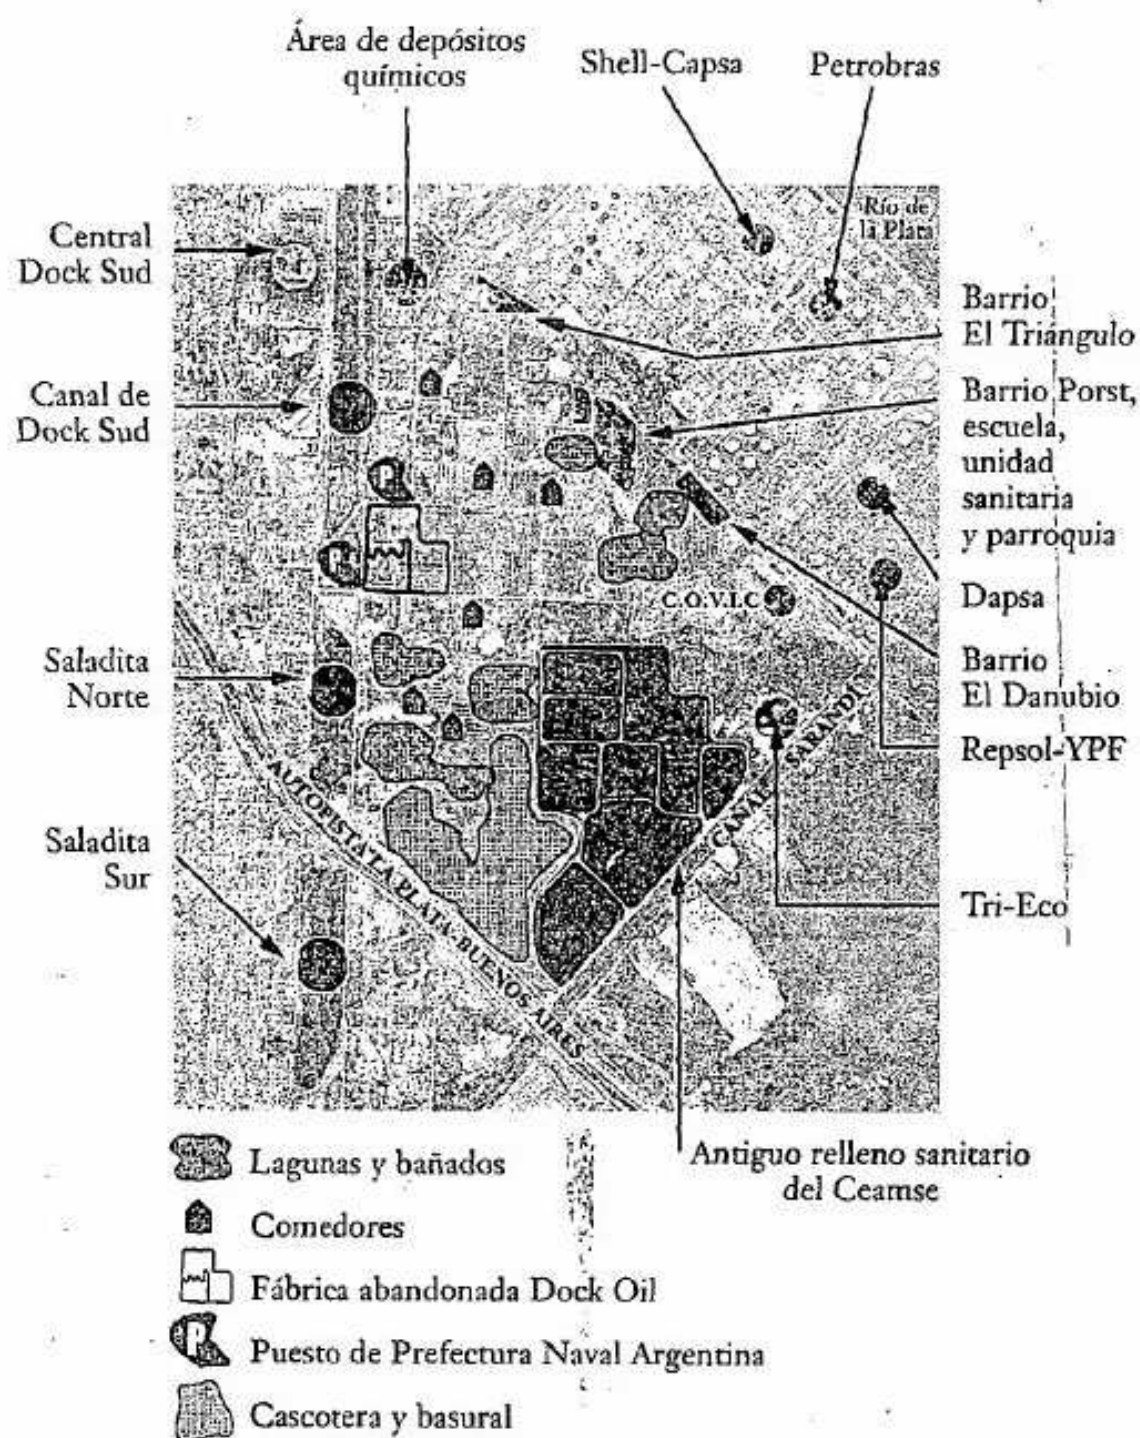 Área de depósitos
químicos
Shell-Capsa
Petrobras
Río de
la Plata
Central
Dock Sud
Canal de
Dock Sud
Saladita
Norte
Saladita
Sur
Barrio
El Triángulo
Barrio Porst,
escuela,
unidad
sanitaria
y parroquia
Dapsa
Barrio
El Danubio
Repsol-YPF
Tri-Eco
P
P
C.O.V.I.C
CANAL SARANDI
AUTOPISTA LA PLATA-BUENOS AIRES
Antiguo relleno sanitario
del Ceamse
Lagunas y bañados
Comedores
Fábrica abandonada Dock Oil
P Puesto de Prefectura Naval Argentina
Cascotera y basural